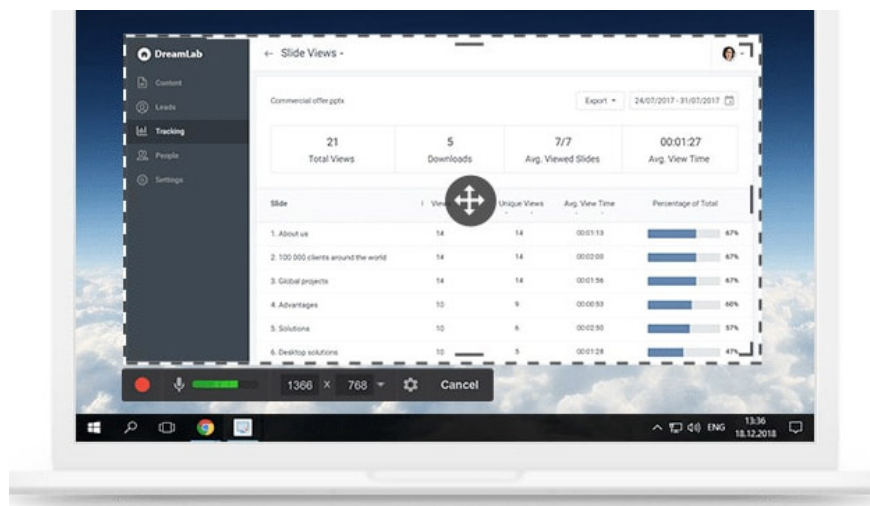 DreamLab
← Slide Views -
Content
Leads
Tracking
People
Settings
Commercial offer.pptx
Export
24/07/2017 - 31/07/2017
21 5 7/7 00:01:27
Total Views Downloads Avg. Viewed Slides Avg. View Time
Slide Unique Views Avg. View Time Percentage of Total
1. About us 14 14 00:01:13 67%
2. 100 000 clients around the world 14 14 00:02:00 67%
3. Global projects 14 14 00:01:56 67%
4. Advantages 10 9 00:00:53 60%
5. Solutions 10 6 00:02:50 57%
6. Desktop solutions 10 5 00:01:28 47%
1366 × 768 Cancel
ENG 13:36
18.12.2018